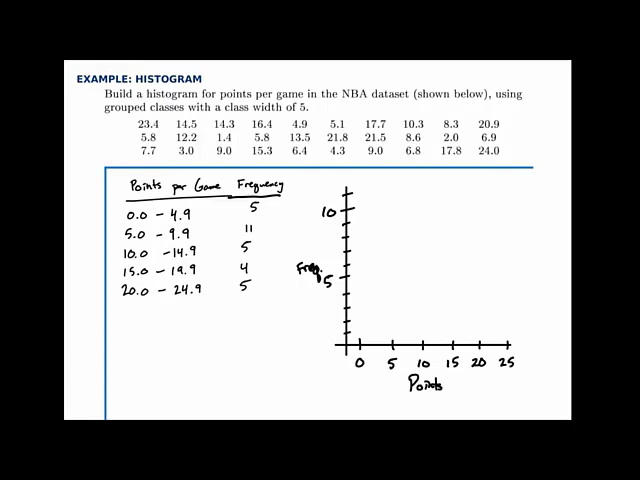 EXAMPLE: HISTOGRAM
Build a histogram for points per game in the NBA dataset (shown below), using
grouped classes with a class width of 5.
23.4 14.5 14.3 16.4 4.9 5.1 17.7 10.3 8.3 20.9
5.8 12.2 1.4 5.8 13.5 21.8 21.5 8.6 2.0 6.9
7.7 3.0 9.0 15.3 6.4 4.3 9.0 6.8 17.8 24.0
Points per Game Frequency
0.0 - 4.9 5
5.0 - 9.9 11
10.0 - 14.9 5
15.0 - 19.9 4
20.0 - 24.9 5
10
Freq.
5
0 5 10 15 20 25
Points